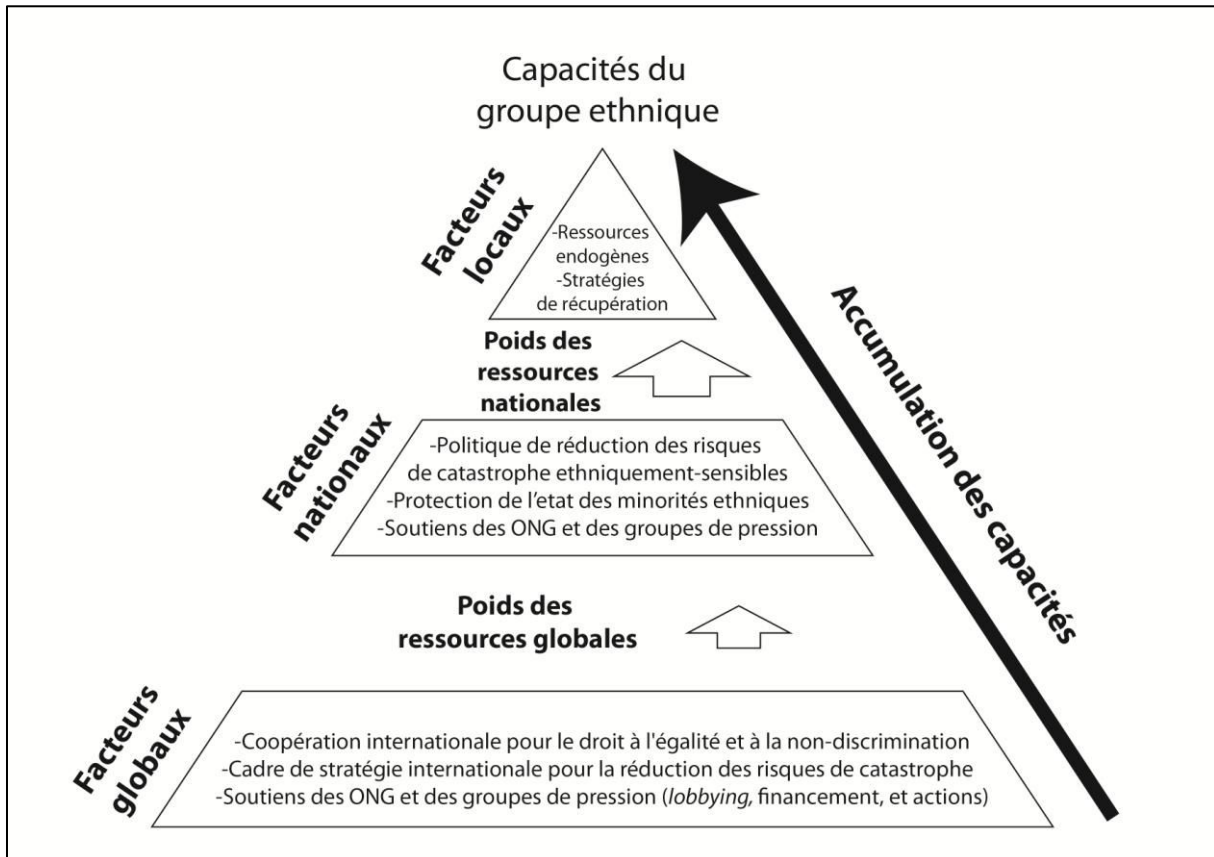 Capacités du
groupe ethnique
Facteurs
locaux
-Ressources
endogènes
-Stratégies
de récupération
Poids des
ressources
nationales
Facteurs
nationaux
-Politique de réduction des risques
de catastrophe ethniquement-sensibles
-Protection de l'etat des minorités ethniques
-Soutiens des ONG et des groupes de pression
Accumulation des capacités
Poids des
ressources globales
Facteurs
globaux
-Coopération internationale pour le droit à l'égalité et à la non-discrimination
-Cadre de stratégie internationale pour la réduction des risques de catastrophe
-Soutiens des ONG et des groupes de pression (lobbying, financement, et actions)